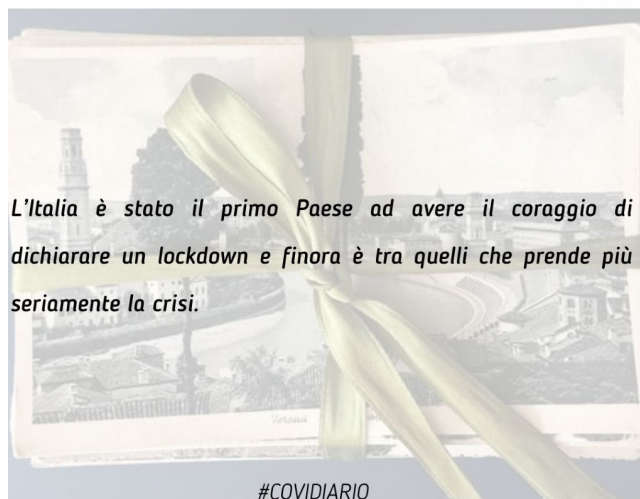 L'Italia è stato il primo Paese ad avere il coraggio di
dichiarare un lockdown e finora è tra quelli che prende più
seriamente la crisi.
Verona
#COVIDIARIO